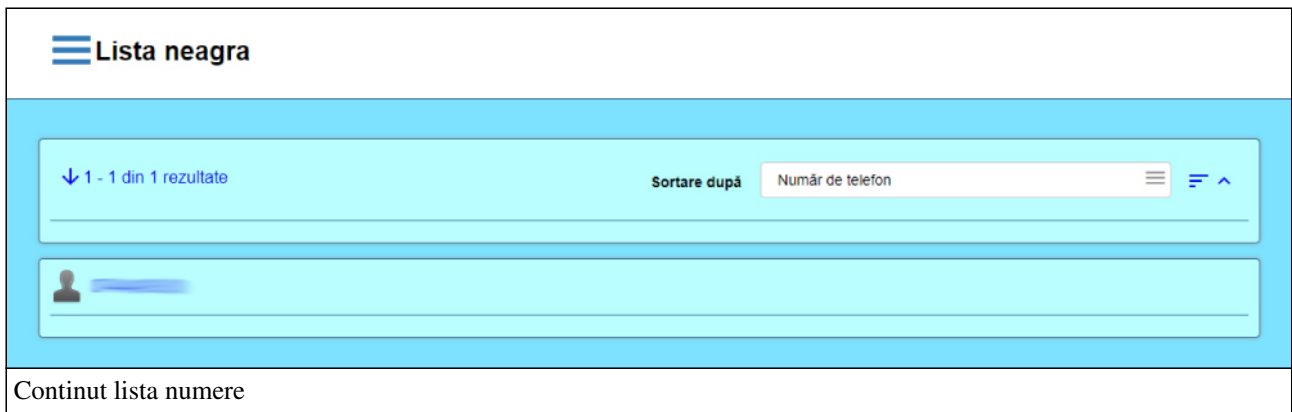 Lista neagra
1 - 1 din 1 rezultate
Sortare după
Număr de telefon
Continut lista numere